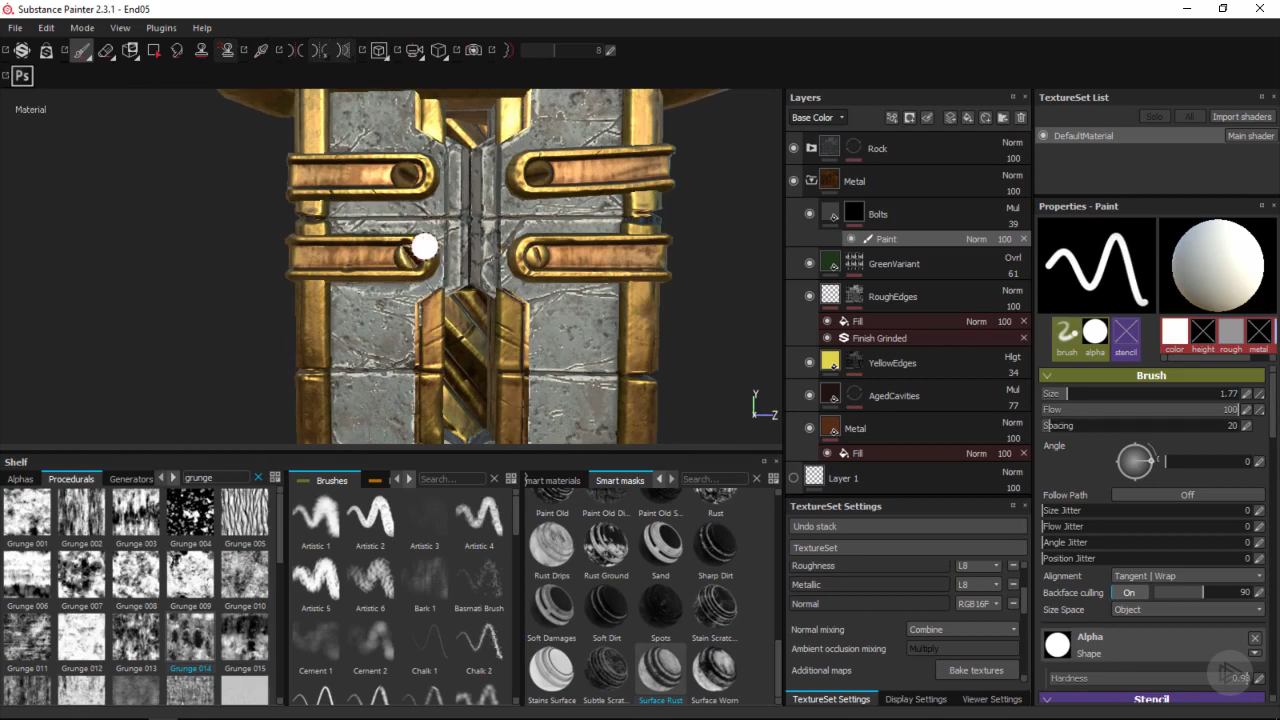 Substance Painter 2.3.1 - End05
File Edit Mode View Plugins Help
8
Ps
Material
Y
Z
Layers
Base Color
Rock Norm 100
Metal Norm 100
Bolts Mul 39
Paint Norm 100
GreenVariant Ovrl 61
RoughEdges Norm 100
Fill Norm 100
Finish Grinded
YellowEdges Hlgt 34
AgedCavities Mul 77
Metal Norm 100
Fill Norm 100
Layer 1 Norm 100
TextureSet Settings
Undo stack
TextureSet
Roughness L8
Metallic L8
Normal RGB16F
Normal mixing Combine
Ambient occlusion mixing Multiply
Additional maps Bake textures
TextureSet Settings Display Settings Viewer Settings
TextureSet List
Solo All Import shaders
DefaultMaterial Main shader
Properties - Paint
brush alpha stencil color height rough metal
Brush
Size 1.77
Flow 100
Spacing 20
Angle 0
Follow Path Off
Size Jitter 0
Flow Jitter 0
Angle Jitter 0
Position Jitter 0
Alignment Tangent | Wrap
Backface culling On 90
Size Space Object
Alpha
Shape
Hardness
Stencil
Shelf
Alphas Procedurals Generators grunge
Grunge 001 Grunge 002 Grunge 003 Grunge 004 Grunge 005
Grunge 006 Grunge 007 Grunge 008 Grunge 009 Grunge 010
Grunge 011 Grunge 012 Grunge 013 Grunge 014 Grunge 015
Brushes Search...
Artistic 1 Artistic 2 Artistic 3 Artistic 4
Artistic 5 Artistic 6 Bark 1 Basmati Brush
Cement 1 Cement 2 Chalk 1 Chalk 2
mart materials Smart masks Search...
Paint Old Paint Old Di... Paint Old S... Rust
Rust Drips Rust Ground Sand Sharp Dirt
Soft Damages Soft Dirt Spots Stain Scratc...
Stains Surface Subtle Scrat... Surface Rust Surface Worn